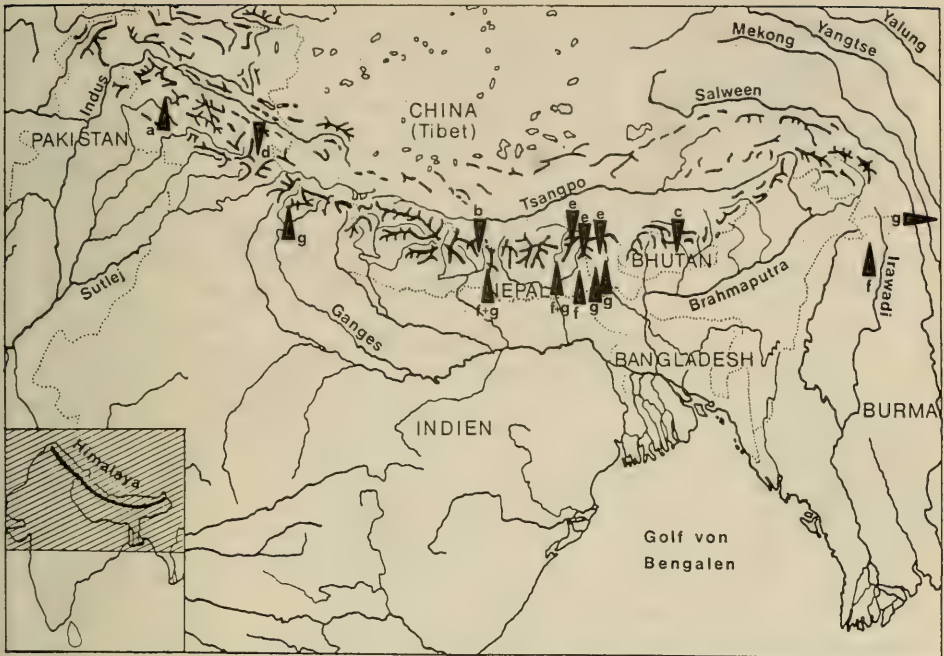 Yalung
Yangtse
Mekong
Salween
Indus
CHINA
(Tibet)
PAKISTAN
a
d
Tsangpo
g
b
e
e
e
c
g
BHUTAN
Sutlej
NEPAL
f+g
f+g
f
g
g
Brahmaputra
f
Irawadi
Ganges
BANGLADESH
INDIEN
BURMA
Himalaya
Golf von
Bengalen